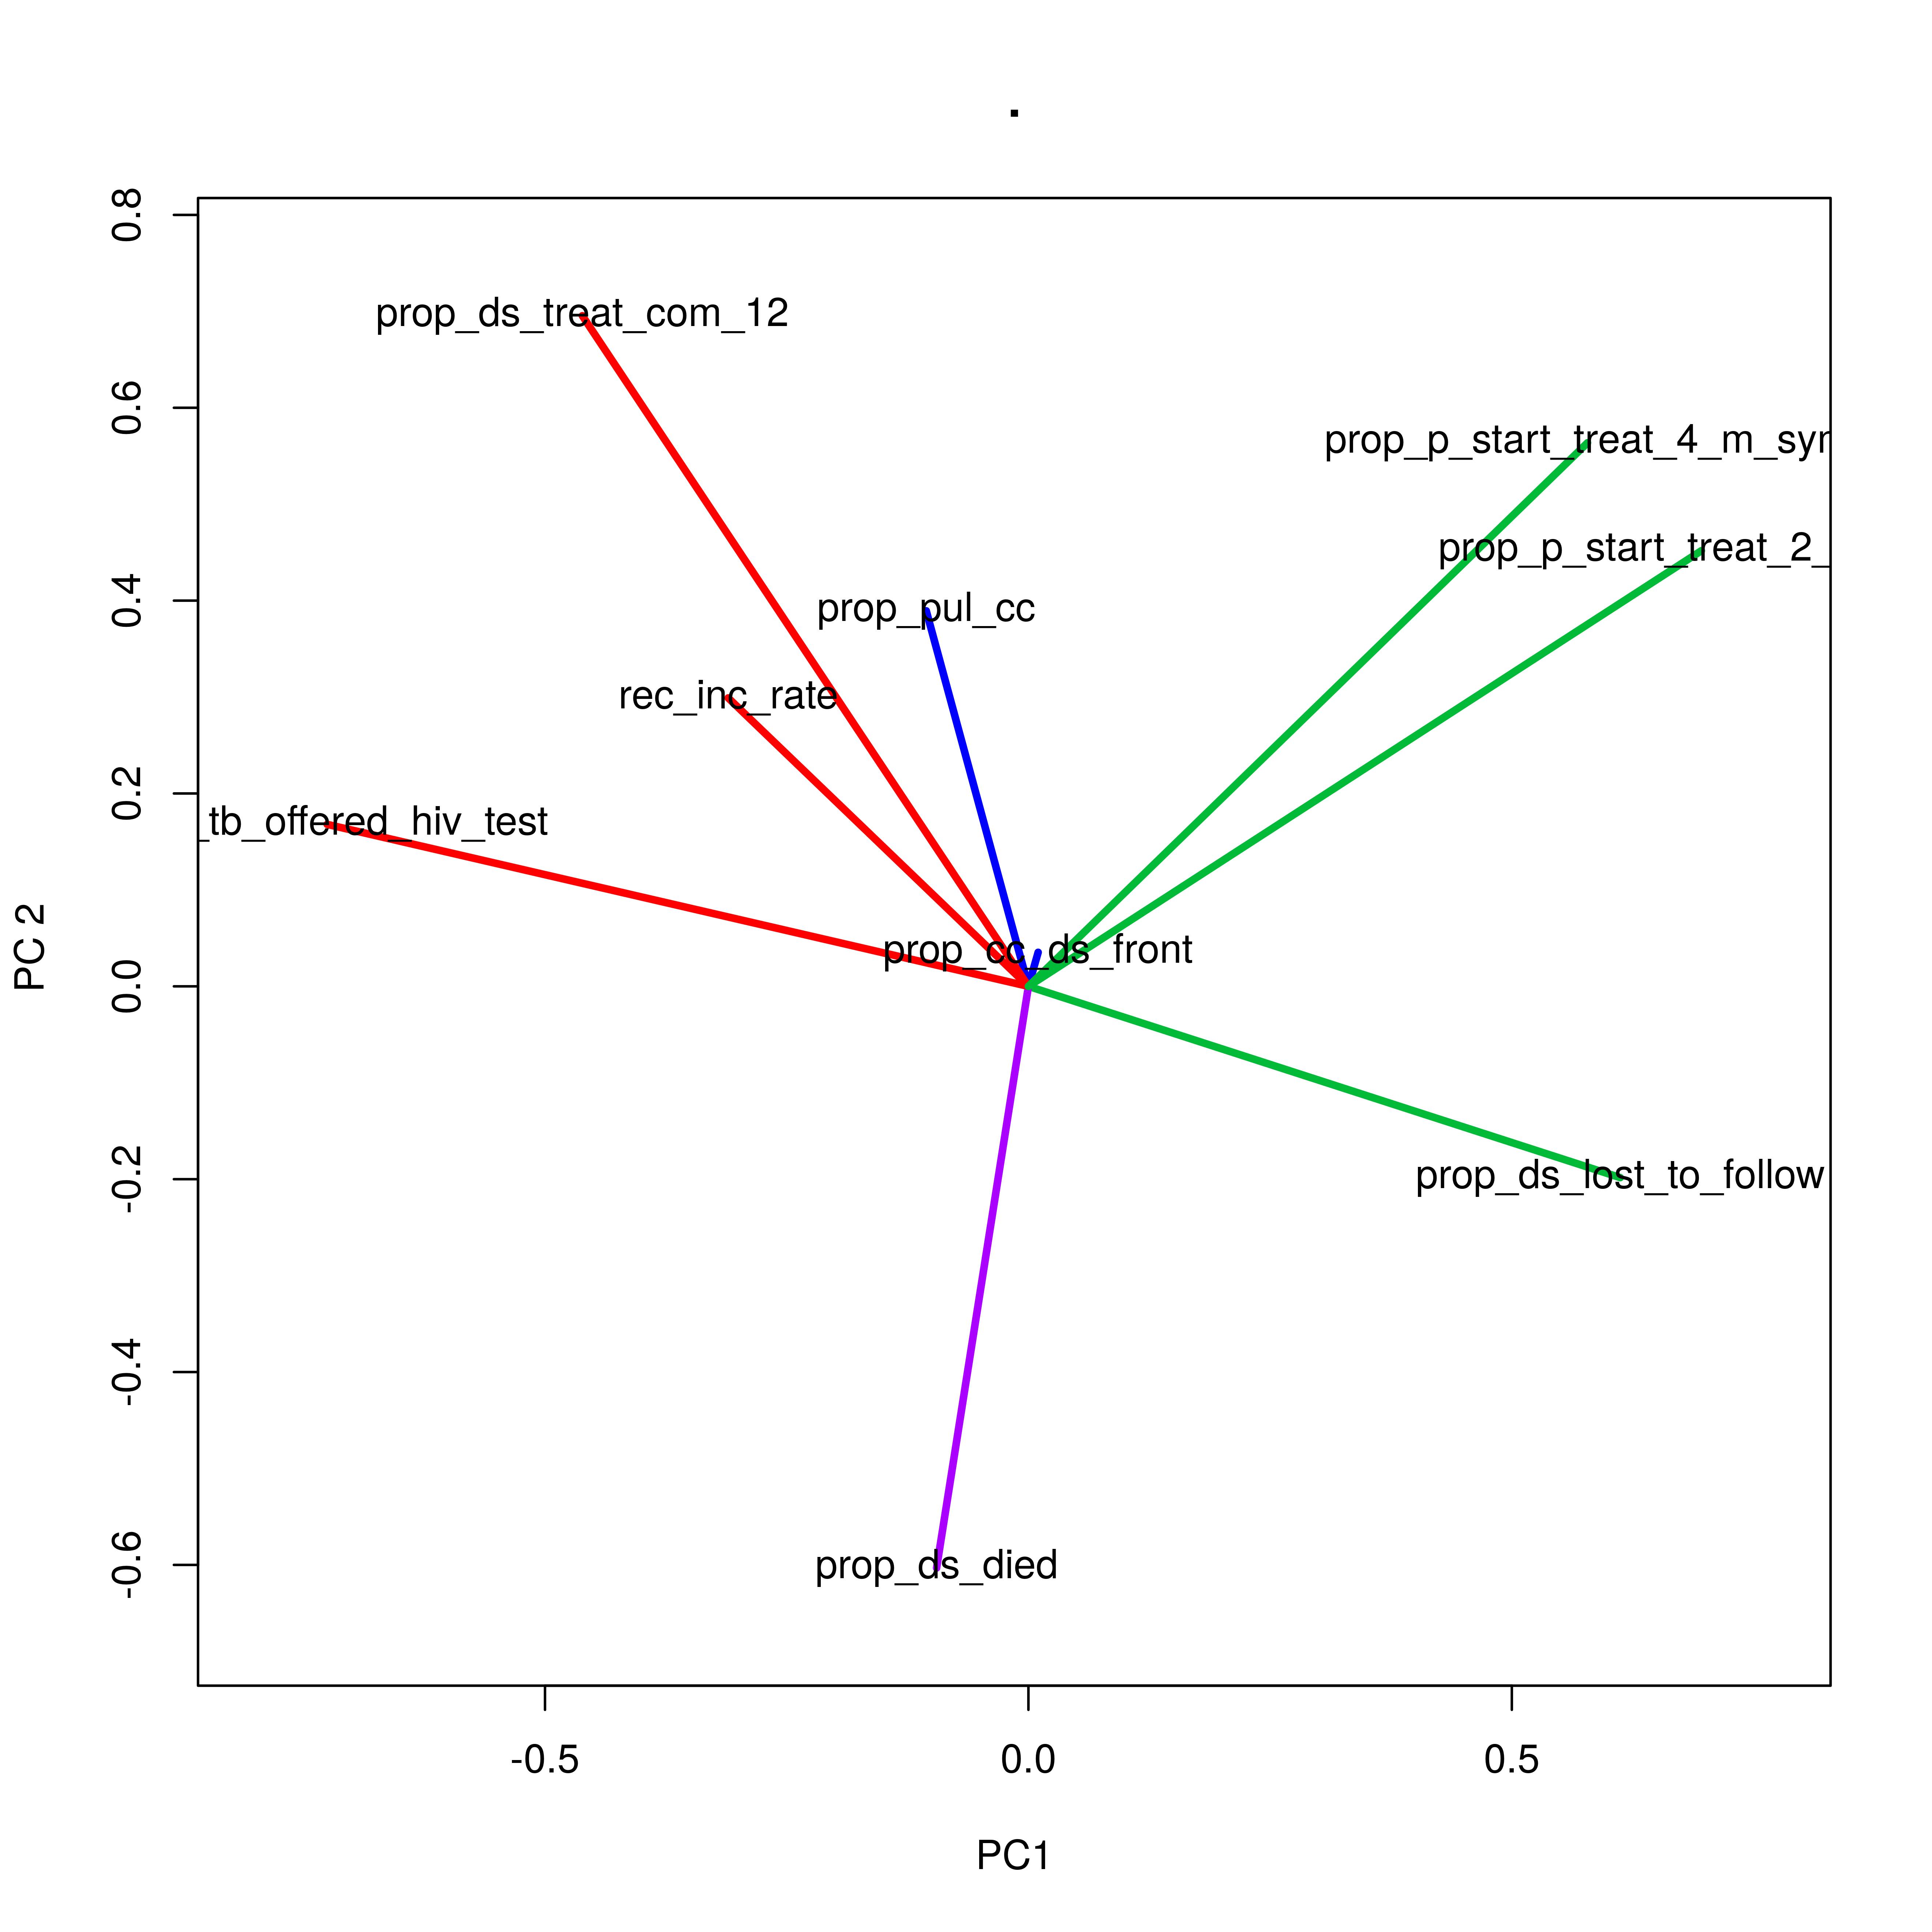 .
0.8
prop_ds_treat_com_12
0.6
prop_p_start_treat_4_m_syr
prop_p_start_treat_2_
0.4
prop_pul_cc
rec_inc_rate
0.2
_tb_offered_hiv_test
prop_cc_ds_front
PC 2
0.0
prop_ds_lost_to_follow
-0.2
-0.4
prop_ds_died
-0.6
-0.5 0.0 0.5
PC1